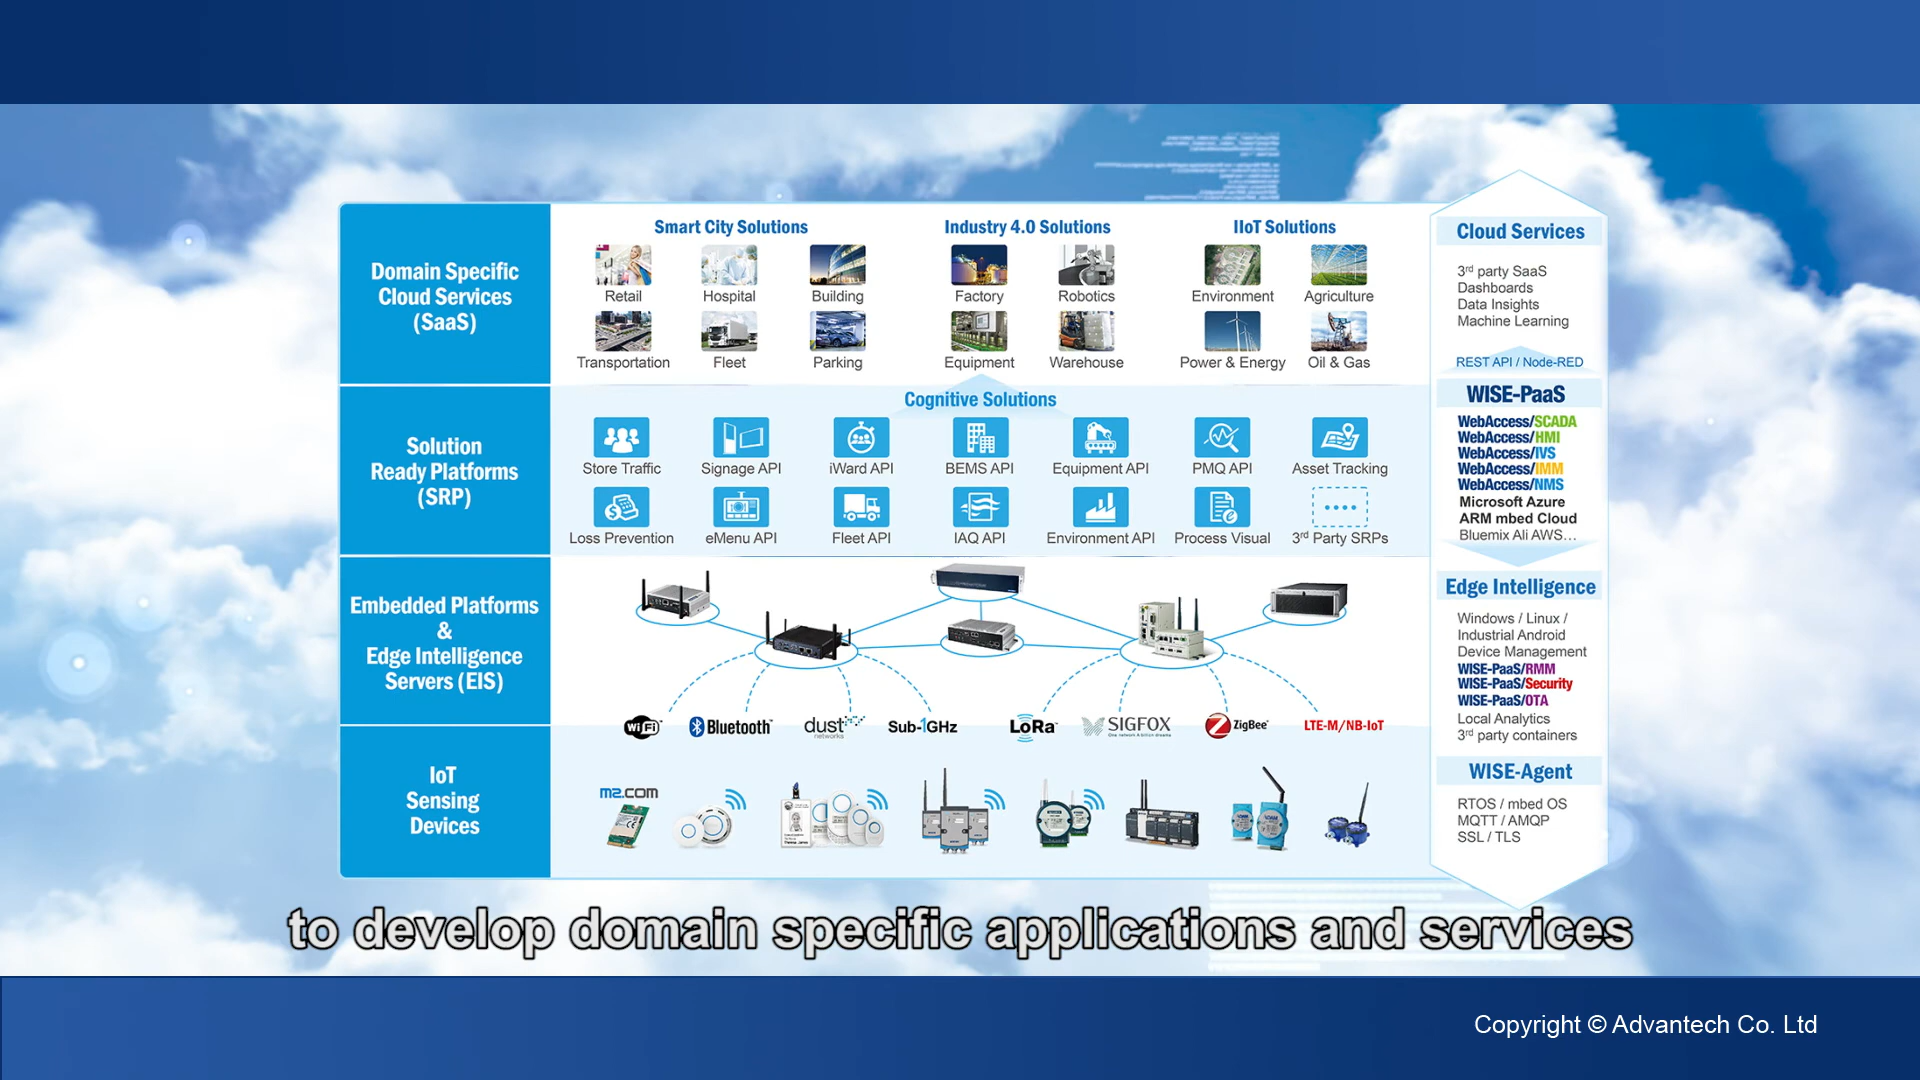 Domain Specific
Cloud Services
(SaaS)
Smart City Solutions
Retail
Hospital
Building
Transportation
Fleet
Parking
Industry 4.0 Solutions
Factory
Robotics
Equipment
Warehouse
IIoT Solutions
Environment
Agriculture
Power & Energy
Oil & Gas
Solution
Ready Platforms
(SRP)
Cognitive Solutions
Store Traffic
Signage API
iWard API
BEMS API
Equipment API
PMQ API
Asset Tracking
Loss Prevention
eMenu API
Fleet API
IAQ API
Environment API
Process Visual
3rd Party SRPs
Embedded Platforms
&
Edge Intelligence
Servers (EIS)
WiFi
Bluetooth
dust
networks
Sub-1GHz
LoRa
SIGFOX
One network A billion dreams
ZigBee
LTE-M/NB-IoT
IoT
Sensing
Devices
M2.COM
Cloud Services
3rd party SaaS
Dashboards
Data Insights
Machine Learning
REST API / Node-RED
WISE-PaaS
WebAccess/SCADA
WebAccess/HMI
WebAccess/IVS
WebAccess/IMM
WebAccess/NMS
Microsoft Azure
ARM mbed Cloud
Bluemix Ali AWS...
Edge Intelligence
Windows / Linux /
Industrial Android
Device Management
WISE-PaaS/RMM
WISE-PaaS/Security
WISE-PaaS/OTA
Local Analytics
3rd party containers
WISE-Agent
RTOS / mbed OS
MQTT / AMQP
SSL / TLS
to develop domain specific applications and services
Copyright © Advantech Co. Ltd